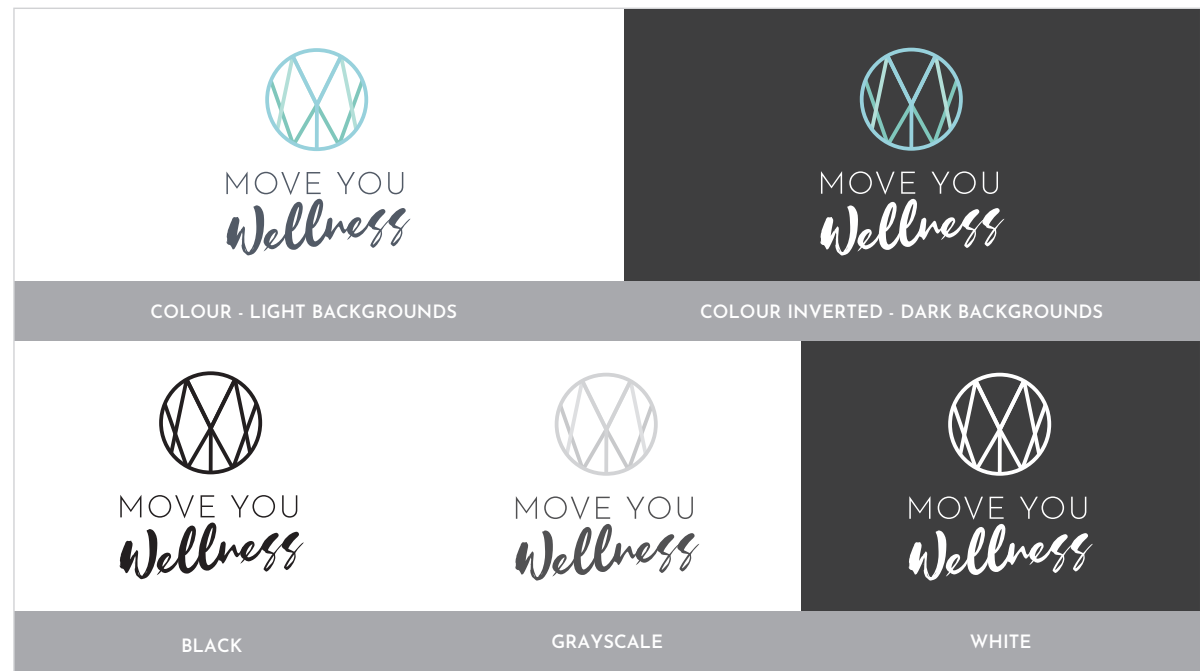 MOVE YOU
Wellness
MOVE YOU
Wellness
COLOUR - LIGHT BACKGROUNDS
COLOUR INVERTED - DARK BACKGROUNDS
MOVE YOU
Wellness
MOVE YOU
Wellness
MOVE YOU
Wellness
BLACK
GRAYSCALE
WHITE